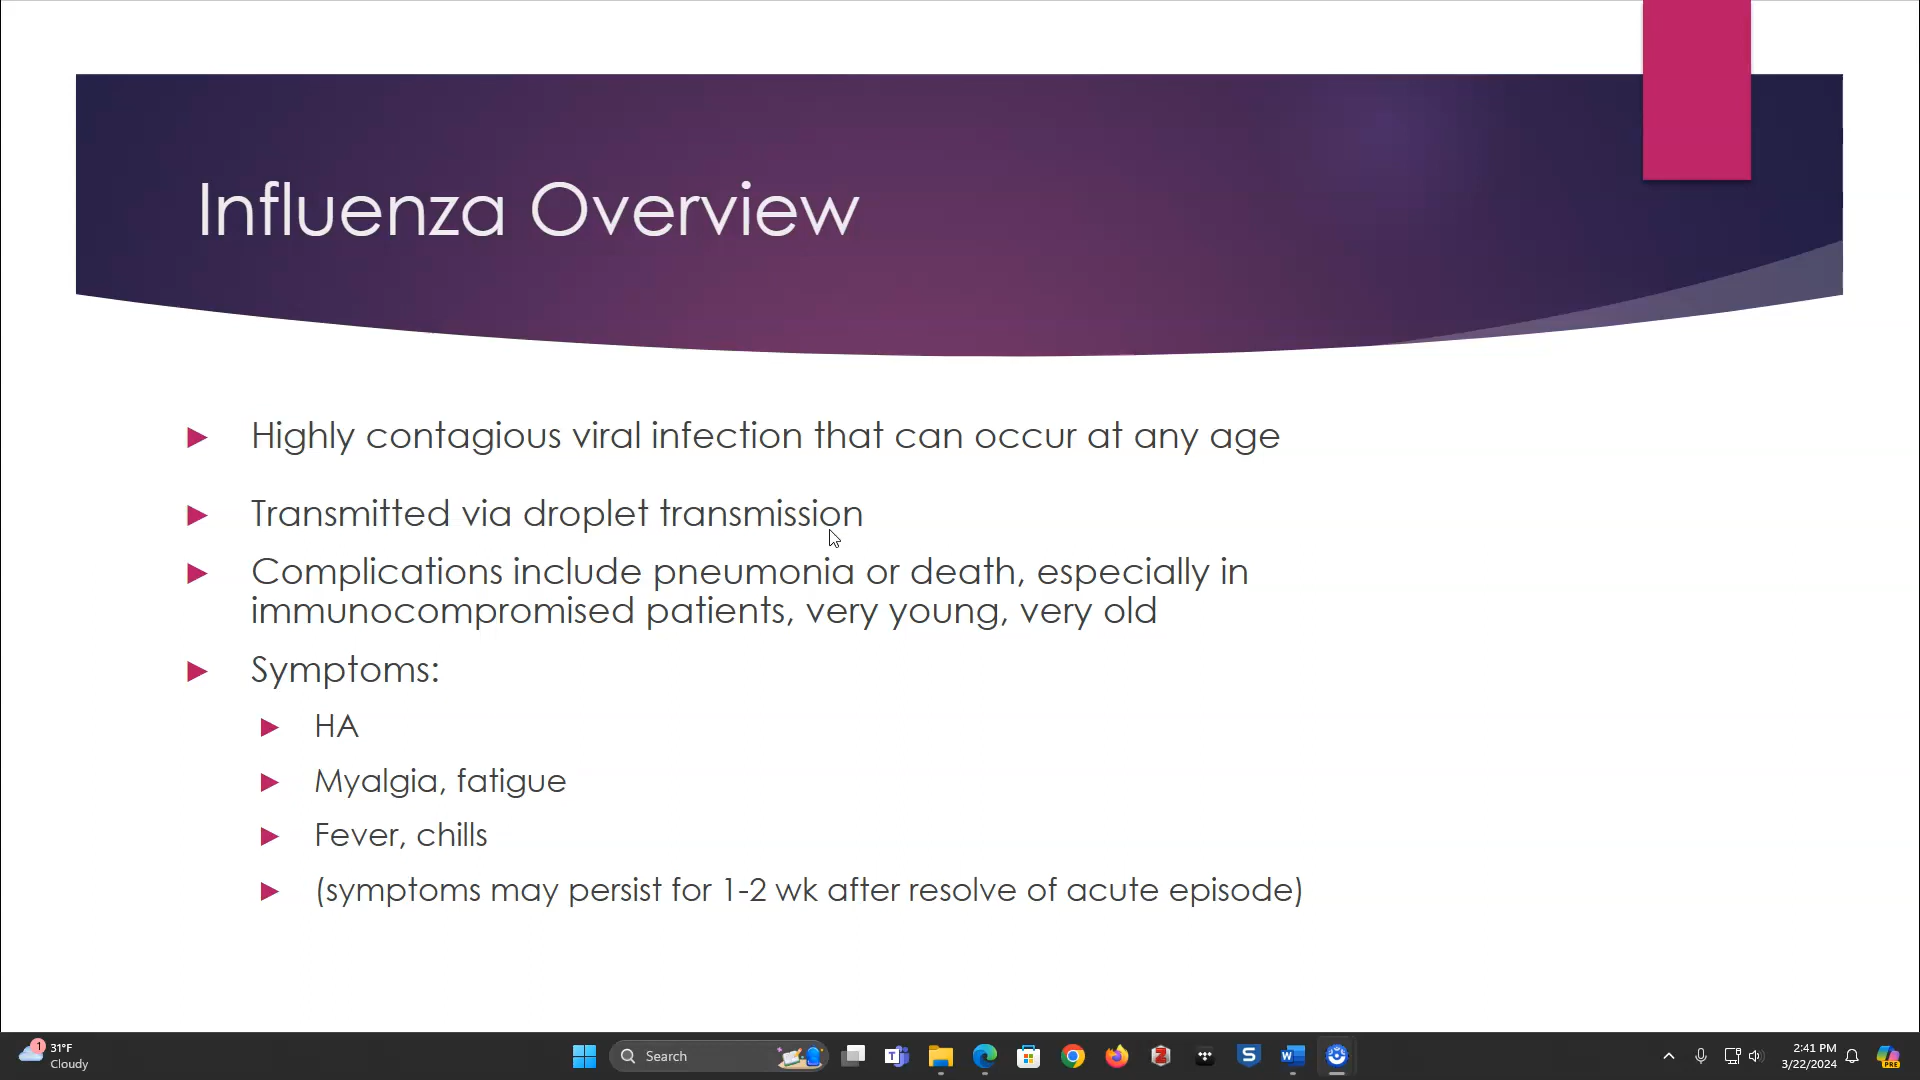 Influenza Overview
Highly contagious viral infection that can occur at any age
Transmitted via droplet transmission
Complications include pneumonia or death, especially in
immunocompromised patients, very young, very old
Symptoms:
HA
Myalgia, fatigue
Fever, chills
(symptoms may persist for 1-2 wk after resolve of acute episode)
1
31°F
Cloudy
Search
T
Z
S
W
2:41 PM
3/22/2024
PRE